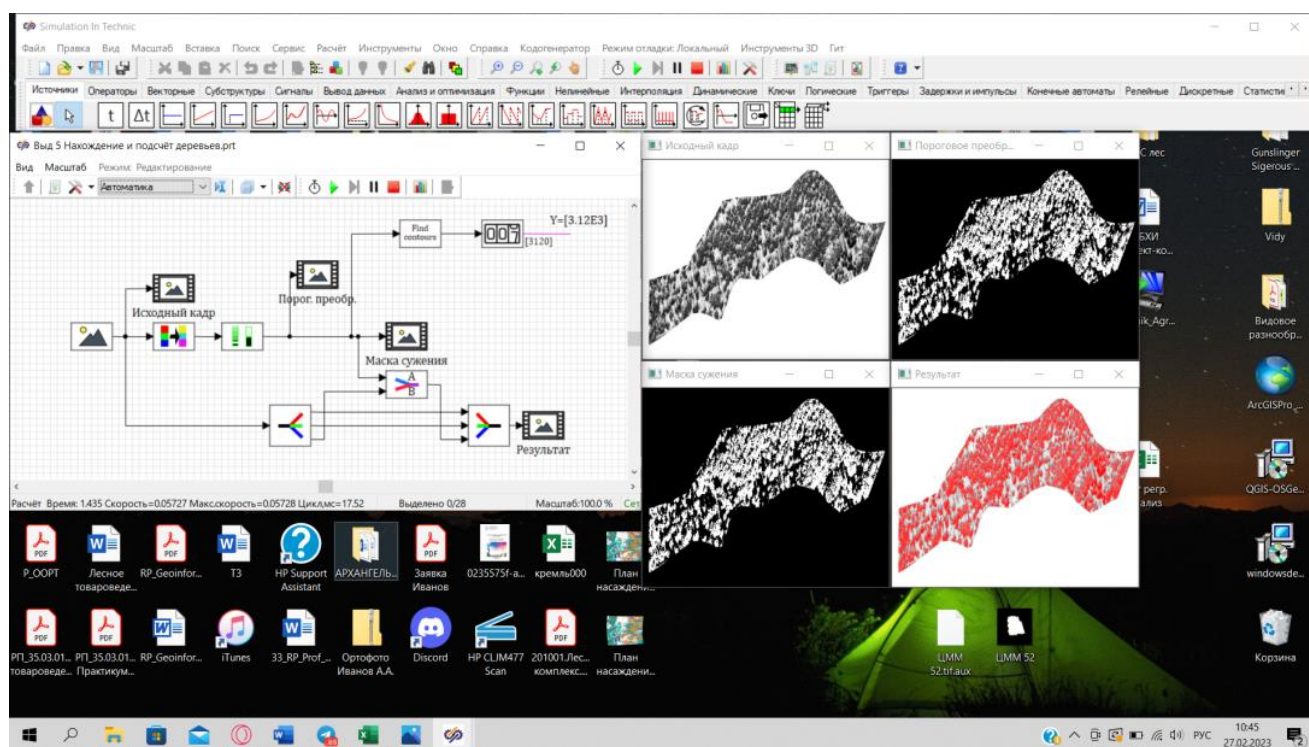 Simulation In Technic
Файл Правка Вид Масштаб Вставка Поиск Сервис Расчёт Инструменты Окно Справка Кодогенератор Режим отладки: Локальный Инструменты 3D Гит
Источники Операторы Векторные Субструктуры Сигналы Вывод данных Анализ и оптимизация Функции Нелинейные Интерполяция Динамические Ключи Логические Триггеры Задержки и импульсы Конечные автоматы Релейные Дискретные Статисти
t Δt
Выд 5 Нахождение и подсчёт деревьев.prt
Вид Масштаб Режим: Редактирование
Автоматика
Find
contours
Y=[3.12E3]
[3120]
Исходный кадр
Порог. преобр.
Маска сужения
A
B
Результат
Расчёт Время: 1.435 Скорость=0.05727 Макс.скорость=0.05728 Цикл,мс=17.52 Выделено 0/28 Масштаб:100.0 % Сет
Исходный кадр
Пороговое преобр...
Маска сужения
Результат
С лес
Gunslinger
Sigerous ...
Vidy
Видовое
разнообр...
ArcGISPro_...
QGIS-OSGe...
windowsde...
Корзина
P_ООРТ
Лесное
товароведе...
RP_Geoinfor...
ТЗ
HP Support
Assistant
АРХАНГЕЛЬ...
Заявка
Иванов
0235575f-a...
кремль000
План
насаждени...
РП_35.03.01...
товароведе...
РП_35.03.01...
Практикум...
RP_Geoinfor...
iTunes
33_RP_Prof_...
Ортофото
Иванов А.А.
Discord
HP CLJM477
Scan
201001.Лес...
комплекс...
План
насаждени...
ЦММ
52.tif.aux
ЦММ 52
РУС
10:45
27.02.2023